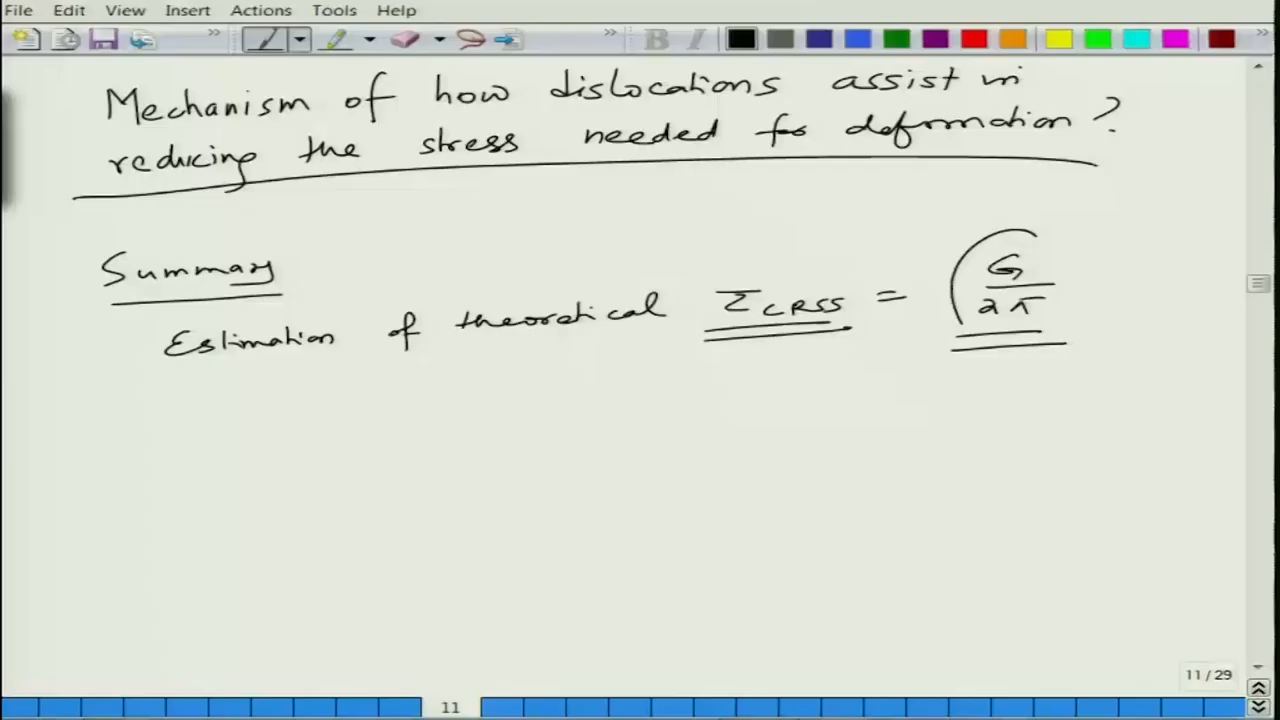 File Edit View Insert Actions Tools Help
Mechanism of how dislocations assist in
reducing the stress needed for deformation?
Summary
Estimation of theoretical τCRSS = (G/2π
11 / 29
11